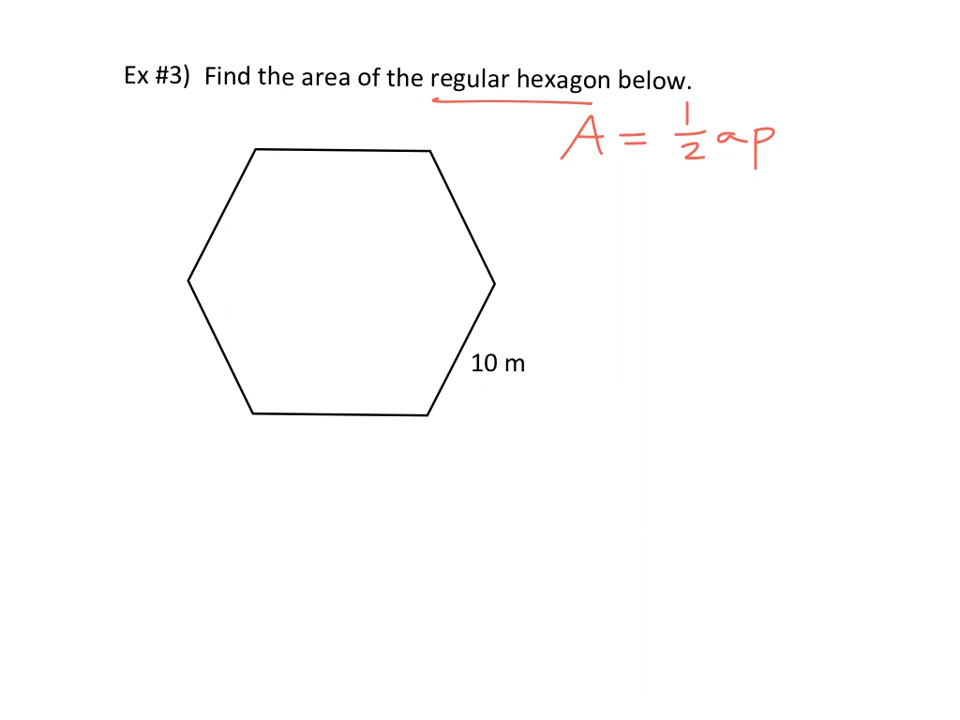 Ex #3) Find the area of the regular hexagon below.
A = 1/2 ap
10 m